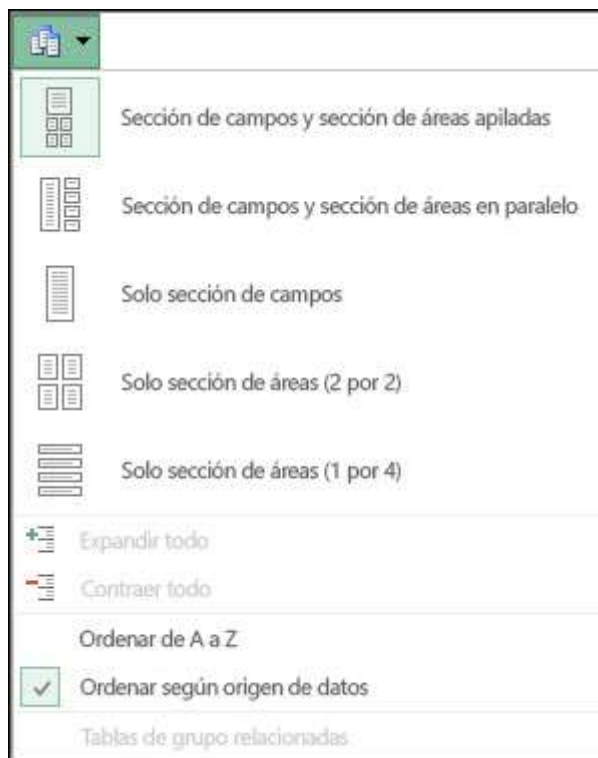 Sección de campos y sección de áreas apiladas
Sección de campos y sección de áreas en paralelo
Solo sección de campos
Solo sección de áreas (2 por 2)
Solo sección de áreas (1 por 4)
Expandir todo
Contraer todo
Ordenar de A a Z
Ordenar según origen de datos
Tablas de grupo relacionadas